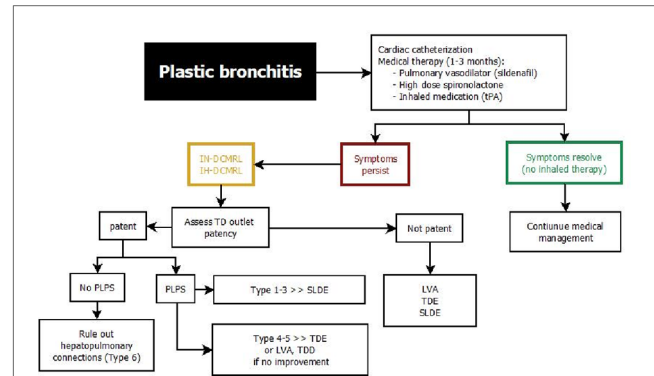 Plastic bronchitis
Cardiac catheterization
Medical therapy (1-3 months):
- Pulmonary vasodilator (sildenafil)
- High dose spironolactone
- Inhaled medication (tPA)
IN-DCMRL
IH-DCMRL
Symptoms
persist
Symptoms resolve
(no inhaled therapy)
patent
Assess TD outlet
patency
Not patent
Contiunue medical
management
No PLPS
PLPS
Type 1-3 >> SLDE
LVA
TDE
SLDE
Rule out
hepatopulmonary
connections (Type 6)
Type 4-5 >> TDE
or LVA, TDD
if no improvement